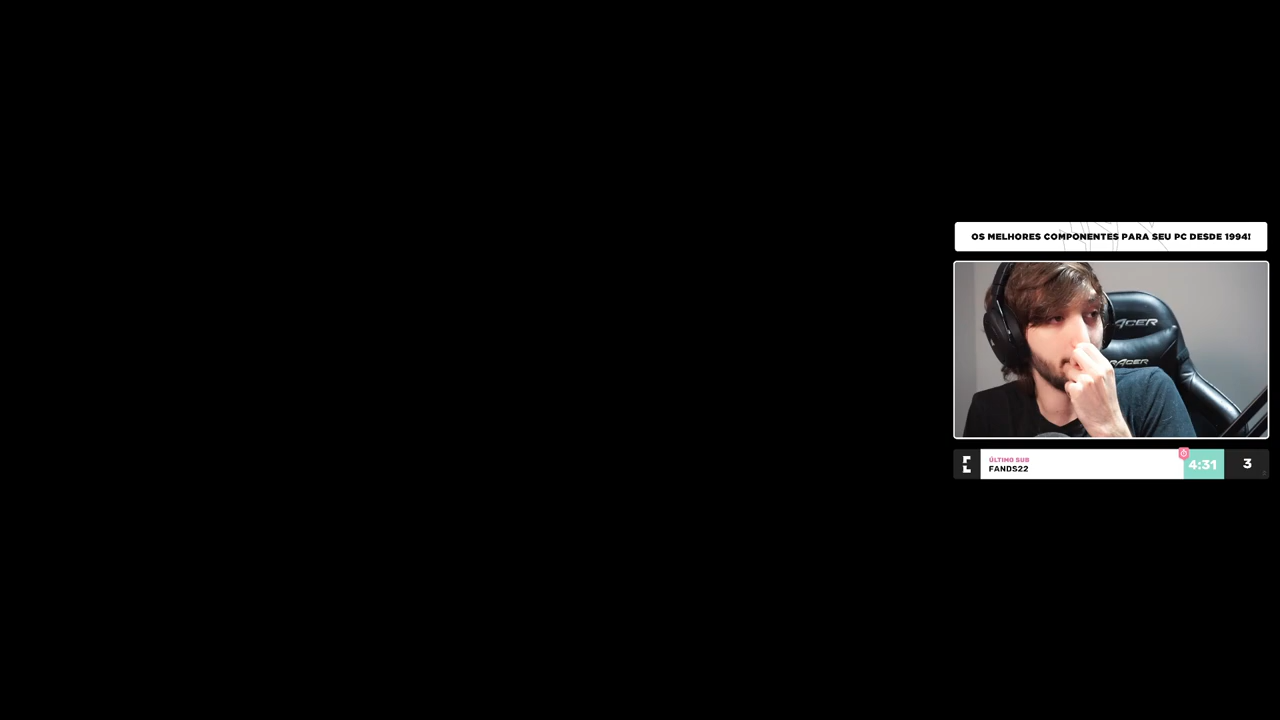 OS MELHORES COMPONENTES PARA SEU PC DESDE 1994!
ÚLTIMO SUB
FANDS22
4:31
3